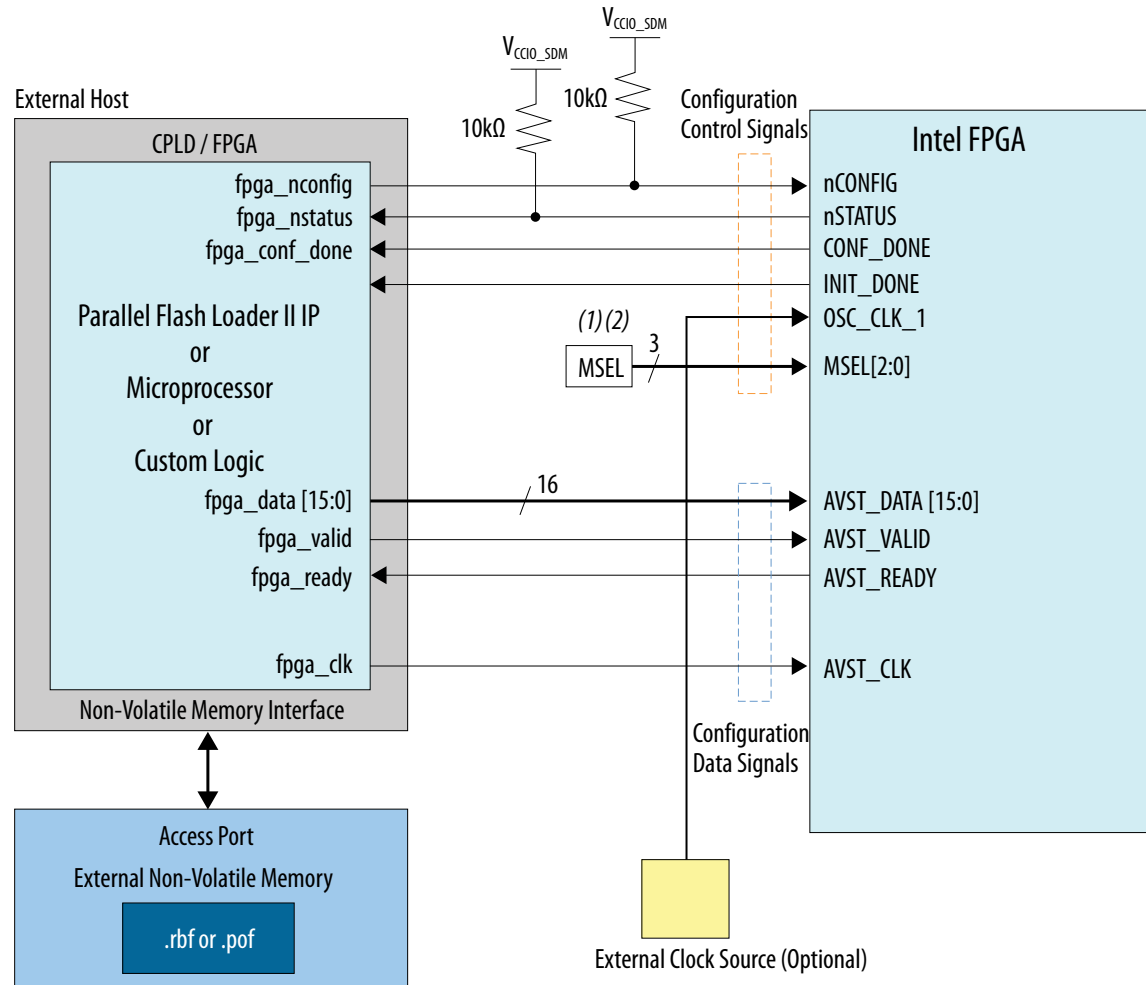 V_CCIO_SDM
V_CCIO_SDM
External Host
10kΩ
10kΩ
Configuration
Control Signals
CPLD / FPGA
Intel FPGA
fpga_nconfig
nCONFIG
fpga_nstatus
nSTATUS
fpga_conf_done
CONF_DONE
INIT_DONE
Parallel Flash Loader II IP
or
Microprocessor
or
Custom Logic
OSC_CLK_1
(1) (2)
MSEL
3
MSEL[2:0]
fpga_data [15:0]
16
AVST_DATA [15:0]
fpga_valid
AVST_VALID
fpga_ready
AVST_READY
fpga_clk
AVST_CLK
Non-Volatile Memory Interface
Configuration
Data Signals
Access Port
External Non-Volatile Memory
.rbf or .pof
External Clock Source (Optional)